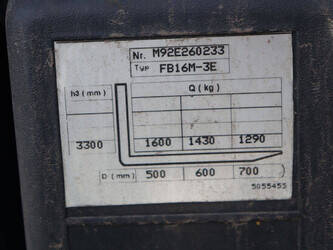 Nr. M92E260233
Typ FB16M-3E
h3 (mm) Q (kg)
3300 1600 1430 1290
D (mm) 500 600 700
5055455